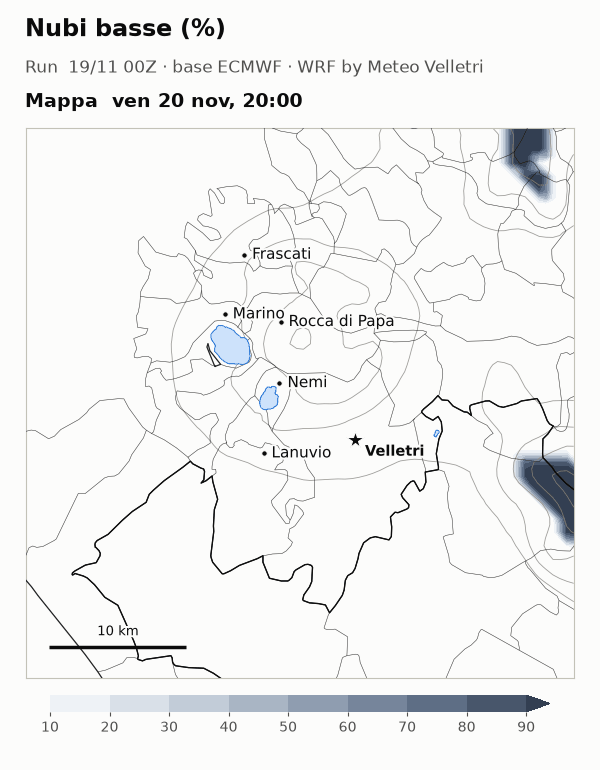 Nubi basse (%)
Run  19/11 00Z · base ECMWF · WRF by Meteo Velletri
Mappa  ven 20 nov, 20:00
Frascati
Marino
Rocca di Papa
Nemi
Velletri
Lanuvio
10 km
10 20 30 40 50 60 70 80 90